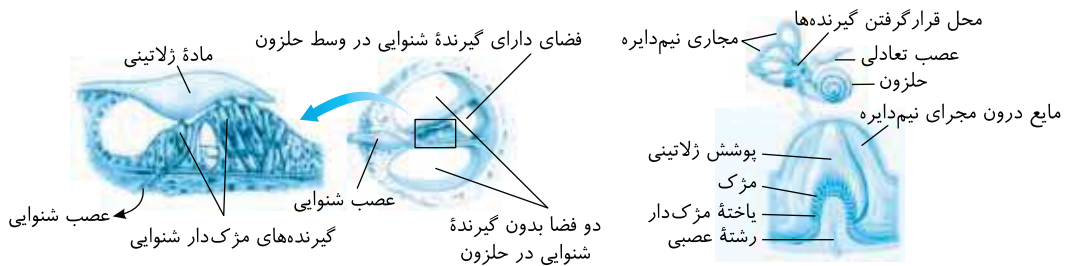 محل قرارگرفتن گیرنده‌ها
مجاری نیم‌دایره
عصب تعادلی
حلزون
مایع درون مجرای نیم‌دایره
پوشش ژلاتینی
مژک
یاختهٔ مژک‌دار
رشتهٔ عصبی
فضای دارای گیرندهٔ شنوایی در وسط حلزون
عصب شنوایی
دو فضا بدون گیرندهٔ
شنوایی در حلزون
مادهٔ ژلاتینی
عصب شنوایی
گیرنده‌های مژک‌دار شنوایی